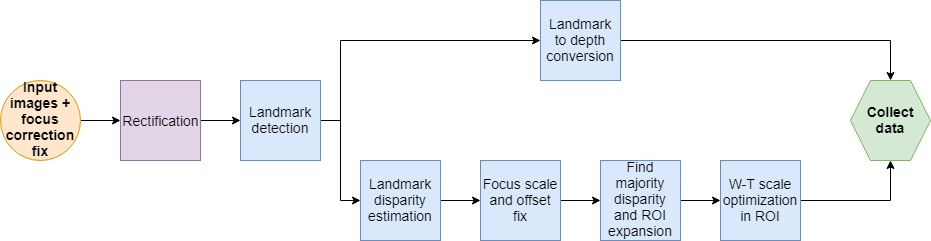 Input
images +
focus
correction
fix
Rectification
Landmark
detection
Landmark
to depth
conversion
Landmark
disparity
estimation
Focus scale
and offset
fix
Find
majority
disparity
and ROI
expansion
W-T scale
optimization
in ROI
Collect
data